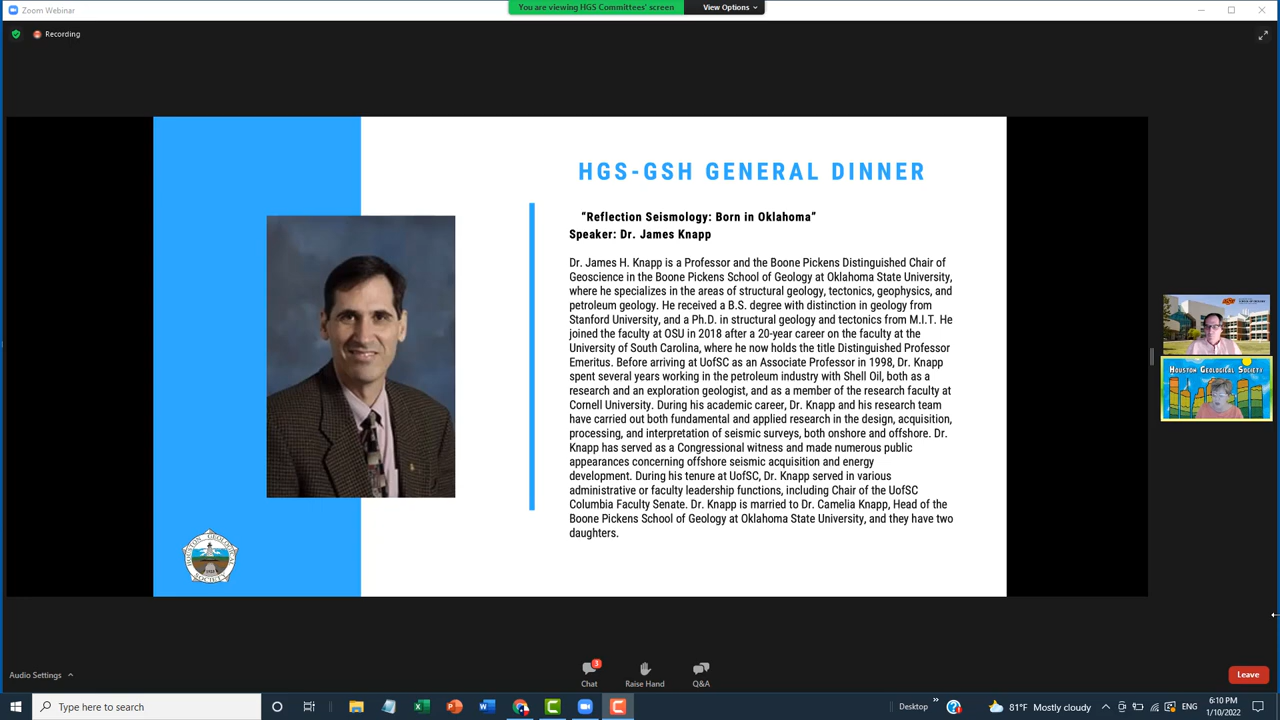 Zoom Webinar
You are viewing HGS Committees' screen
View Options
Recording
HGS-GSH GENERAL DINNER
“Reflection Seismology: Born in Oklahoma”
Speaker: Dr. James Knapp
Dr. James H. Knapp is a Professor and the Boone Pickens Distinguished Chair of
Geoscience in the Boone Pickens School of Geology at Oklahoma State University,
where he specializes in the areas of structural geology, tectonics, geophysics, and
petroleum geology. He received a B.S. degree with distinction in geology from
Stanford University, and a Ph.D. in structural geology and tectonics from M.I.T. He
joined the faculty at OSU in 2018 after a 20-year career on the faculty at the
University of South Carolina, where he now holds the title Distinguished Professor
Emeritus. Before arriving at UofSC as an Associate Professor in 1998, Dr. Knapp
spent several years working in the petroleum industry with Shell Oil, both as a
research and an exploration geologist, and as a member of the research faculty at
Cornell University. During his academic career, Dr. Knapp and his research team
have carried out both fundamental and applied research in the design, acquisition,
processing, and interpretation of seismic surveys, both onshore and offshore. Dr.
Knapp has served as a Congressional witness and made numerous public
appearances concerning offshore seismic acquisition and energy
development. During his tenure at UofSC, Dr. Knapp served in various
administrative or faculty leadership functions, including Chair of the UofSC
Columbia Faculty Senate. Dr. Knapp is married to Dr. Camelia Knapp, Head of the
Boone Pickens School of Geology at Oklahoma State University, and they have two
daughters.
HOUSTON GEOLOGICAL
SOCIETY
HOUSTON GEOLOGICAL SOCIETY
Audio Settings
3
Chat
Raise Hand
Q&A
Leave
Type here to search
Desktop
81°F Mostly cloudy
ENG
6:10 PM
1/10/2022